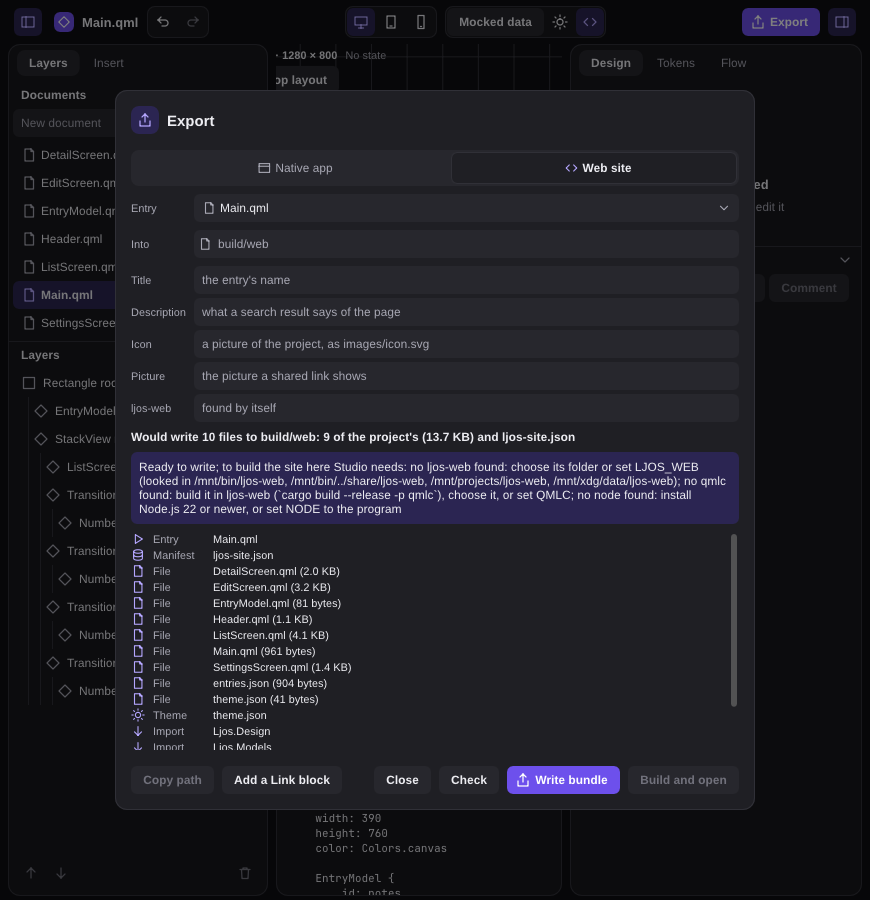 Main.qml
Mocked data
Export
Layers
Insert
Documents
New document
DetailScreen.
EditScreen.qm
EntryModel.qm
Header.qml
ListScreen.qm
Main.qml
SettingsScree
Layers
Rectangle roo
EntryModel
StackView
ListScree
Transition
Numbe
Transition
Numbe
Transition
Numbe
Transition
Numbe
· 1280 × 800 No state
op layout
Design
Tokens
Flow
ed
edit it
Comment
Export
Native app
Web site
Entry
Main.qml
Into
build/web
Title
the entry's name
Description
what a search result says of the page
Icon
a picture of the project, as images/icon.svg
Picture
the picture a shared link shows
ljos-web
found by itself
Would write 10 files to build/web: 9 of the project's (13.7 KB) and ljos-site.json
Ready to write; to build the site here Studio needs: no ljos-web found: choose its folder or set LJOS_WEB
(looked in /mnt/bin/ljos-web, /mnt/bin/../share/ljos-web, /mnt/projects/ljos-web, /mnt/xdg/data/ljos-web); no qmlc
found: build it in ljos-web (`cargo build --release -p qmlc`), choose it, or set QMLC; no node found: install
Node.js 22 or newer, or set NODE to the program
Entry Main.qml
Manifest ljos-site.json
File DetailScreen.qml (2.0 KB)
File EditScreen.qml (3.2 KB)
File EntryModel.qml (81 bytes)
File Header.qml (1.1 KB)
File ListScreen.qml (4.1 KB)
File Main.qml (961 bytes)
File SettingsScreen.qml (1.4 KB)
File entries.json (904 bytes)
File theme.json (41 bytes)
Theme theme.json
Import Ljos.Design
Import Ljos.Models
Copy path
Add a Link block
Close
Check
Write bundle
Build and open
width: 390
height: 760
color: Colors.canvas
EntryModel {
id: notes